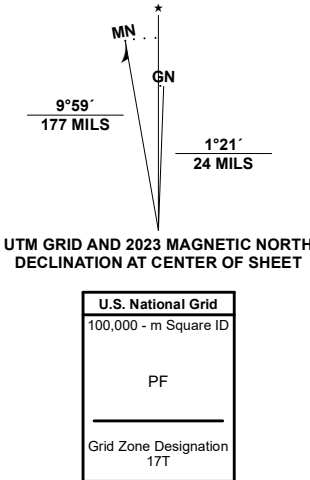 ★
MN
GN
9°59´
177 MILS
1°21´
24 MILS
UTM GRID AND 2023 MAGNETIC NORTH
DECLINATION AT CENTER OF SHEET
U.S. National Grid
100,000 - m Square ID
PF
Grid Zone Designation
17T